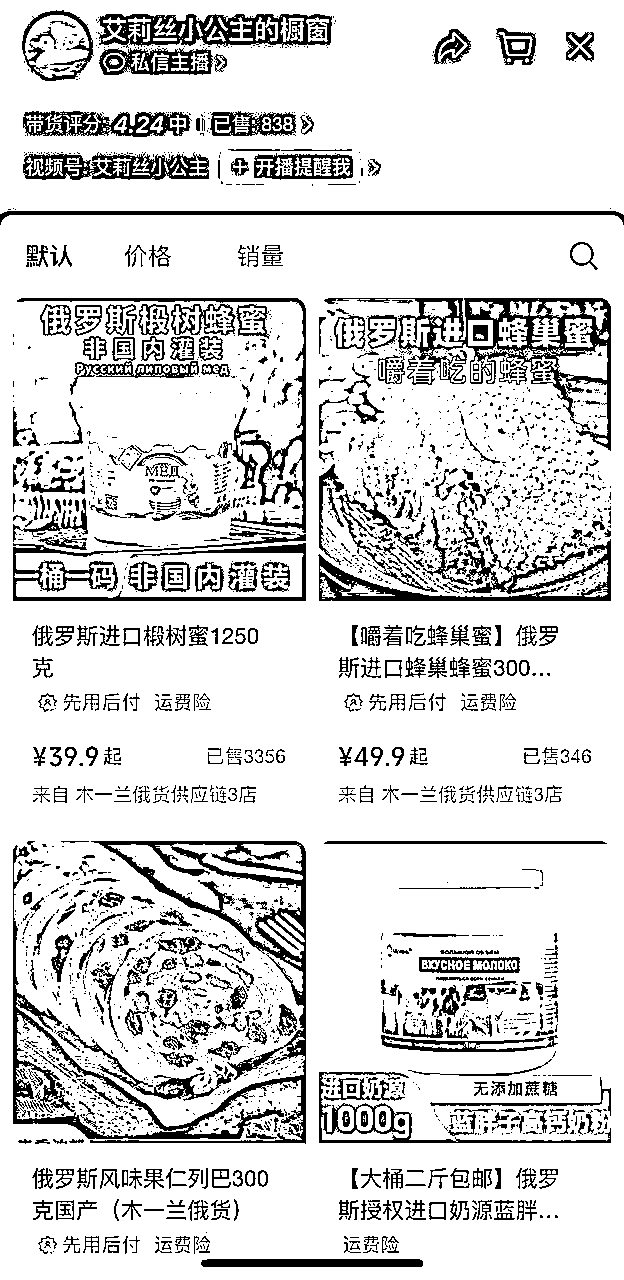 艾莉丝小公主的橱窗
私信主播
带货评分: 4.24 中 已售: 838
视频号: 艾莉丝小公主 + 开播提醒我
默认 价格 销量
俄罗斯椴树蜂蜜
非国内灌装
Русский липовый мед
МЁД
一桶一码 非国内灌装
俄罗斯进口蜂巢蜜
嚼着吃的蜂蜜
俄罗斯进口椴树蜜1250
克
先用后付 运费险
¥39.9起 已售3356
来自 木一兰俄货供应链3店
【嚼着吃蜂巢蜜】俄罗
斯进口蜂巢蜂蜜300...
先用后付 运费险
¥49.9起 已售346
来自 木一兰俄货供应链3店
ВКУСНОЕ МОЛОКО
进口奶源
1000g
无添加蔗糖
蓝胖子高钙奶粉
俄罗斯风味果仁列巴300
克国产（木一兰俄货）
先用后付 运费险
【大桶二斤包邮】俄罗
斯授权进口奶源蓝胖...
运费险